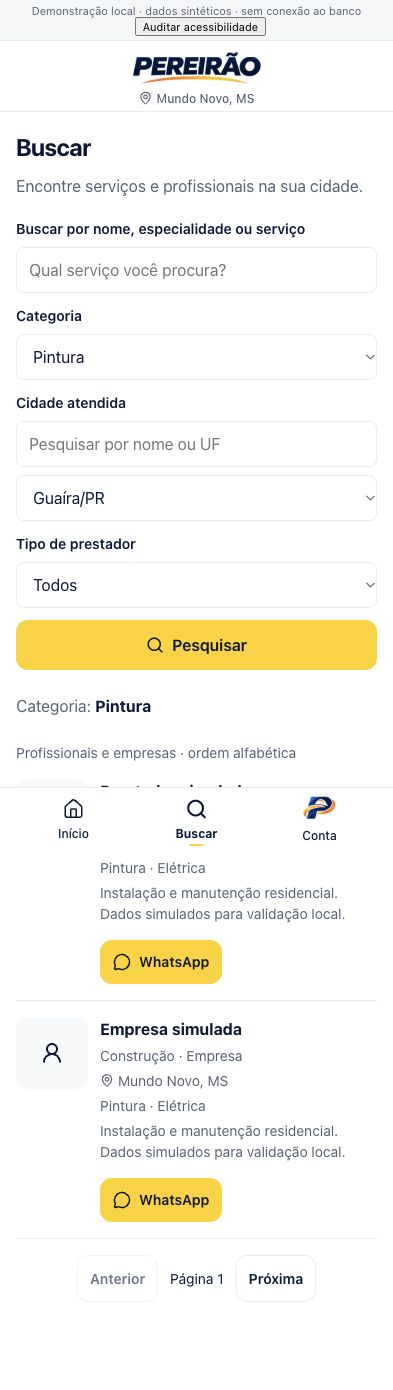 Demonstração local · dados sintéticos · sem conexão ao banco
Auditar acessibilidade
PEREIRÃO
Mundo Novo, MS
Buscar
Encontre serviços e profissionais na sua cidade.
Buscar por nome, especialidade ou serviço
Qual serviço você procura?
Categoria
Pintura
Cidade atendida
Pesquisar por nome ou UF
Guaíra/PR
Tipo de prestador
Todos
Pesquisar
Categoria: Pintura
Profissionais e empresas · ordem alfabética
Início
Buscar
Conta
Pintura · Elétrica
Instalação e manutenção residencial.
Dados simulados para validação local.
WhatsApp
Empresa simulada
Construção · Empresa
Mundo Novo, MS
Pintura · Elétrica
Instalação e manutenção residencial.
Dados simulados para validação local.
WhatsApp
Anterior
Página 1
Próxima